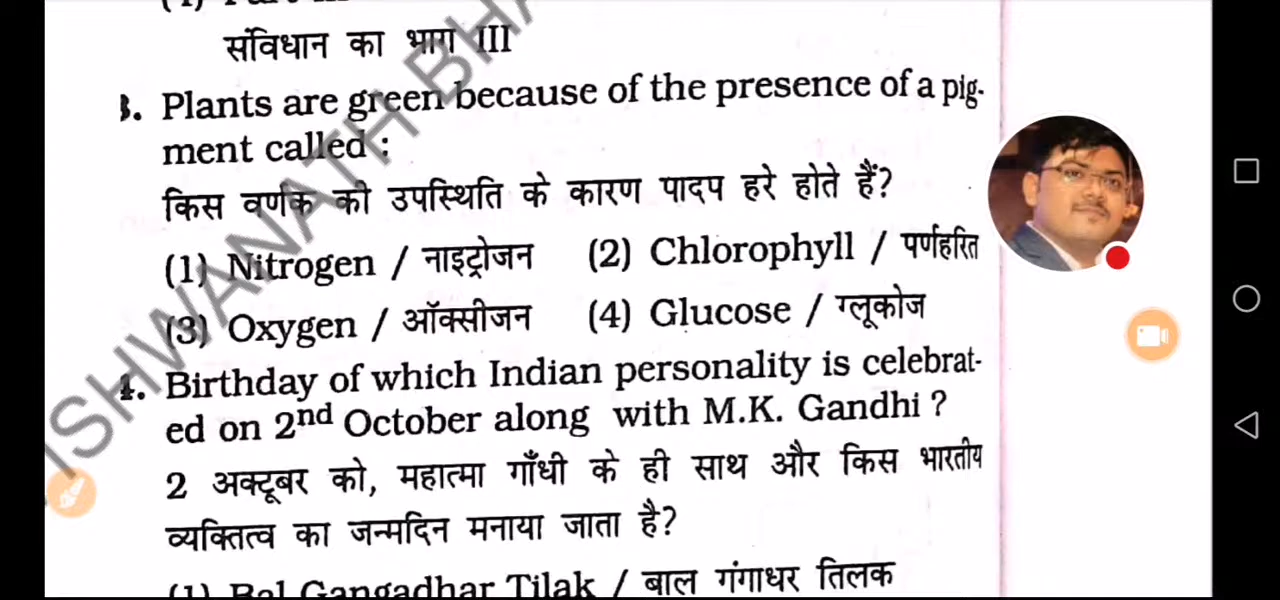 संविधान का भाग III
3. Plants are green because of the presence of a pig-
ment called :
किस वर्णक की उपस्थिति के कारण पादप हरे होते हैं?
(1) Nitrogen / नाइट्रोजन (2) Chlorophyll / पर्णहरित
(3) Oxygen / ऑक्सीजन (4) Glucose / ग्लूकोज
4. Birthday of which Indian personality is celebrat-
ed on 2nd October along with M.K. Gandhi ?
2 अक्टूबर को, महात्मा गाँधी के ही साथ और किस भारतीय
व्यक्तित्व का जन्मदिन मनाया जाता है?
(1) Bal Gangadhar Tilak / बाल गंगाधर तिलक
ISHWANATH